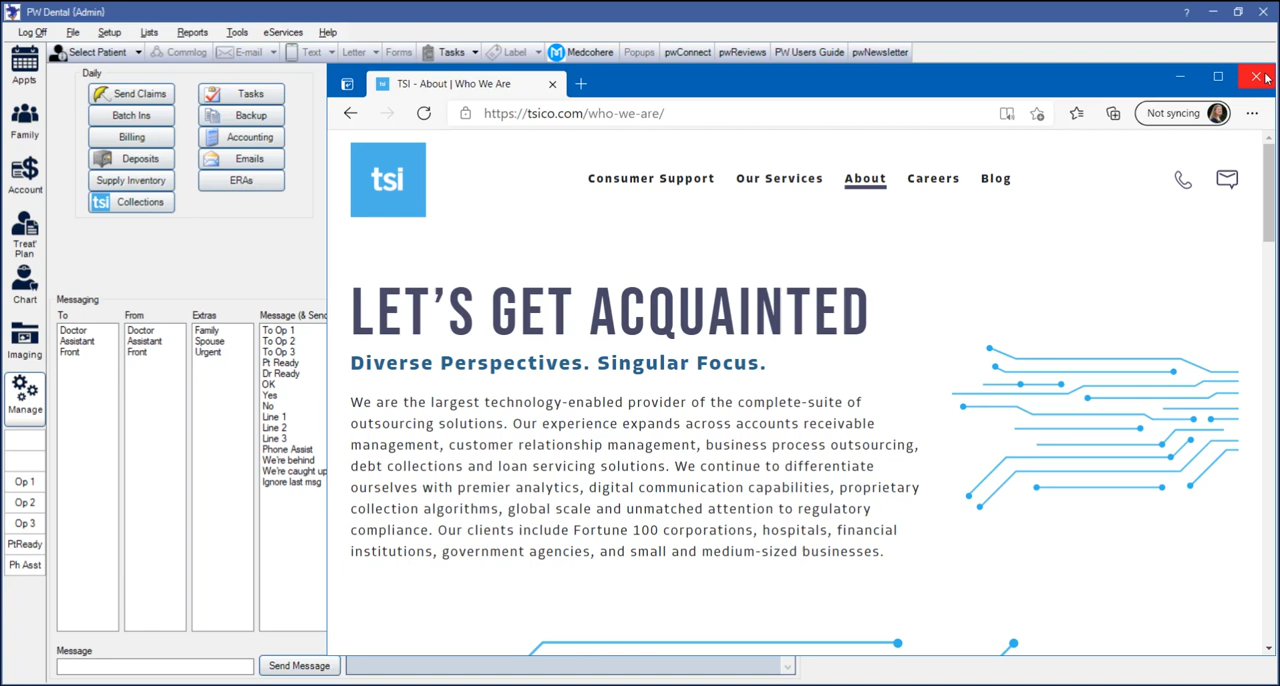 PW Dental {Admin}
?
Log Off File Setup Lists Reports Tools eServices Help
Select Patient Commlog E-mail Text Letter Forms Tasks Label Medcohere Popups pwConnect pwReviews PW Users Guide pwNewsletter
Appts
Family
Account
Treat' Plan
Chart
Imaging
Manage
Op 1
Op 2
Op 3
PtReady
Ph Asst
Daily
Send Claims Tasks
Batch Ins Backup
Billing Accounting
Deposits Emails
Supply Inventory ERAs
tsi Collections
Messaging
To From Extras Message (& Send
Doctor
Assistant
Front
Doctor
Assistant
Front
Family
Spouse
Urgent
To Op 1
To Op 2
To Op 3
Pt Ready
Dr Ready
OK
Yes
No
Line 1
Line 2
Line 3
Phone Assist
We're behind
We're caught up
Ignore last msg
Message
Send Message
TSI - About | Who We Are
https://tsico.com/who-we-are/
Not syncing
tsi
Consumer Support Our Services About Careers Blog
LET'S GET ACQUAINTED
Diverse Perspectives. Singular Focus.
We are the largest technology-enabled provider of the complete-suite of
outsourcing solutions. Our experience expands across accounts receivable
management, customer relationship management, business process outsourcing,
debt collections and loan servicing solutions. We continue to differentiate
ourselves with premier analytics, digital communication capabilities, proprietary
collection algorithms, global scale and unmatched attention to regulatory
compliance. Our clients include Fortune 100 corporations, hospitals, financial
institutions, government agencies, and small and medium-sized businesses.